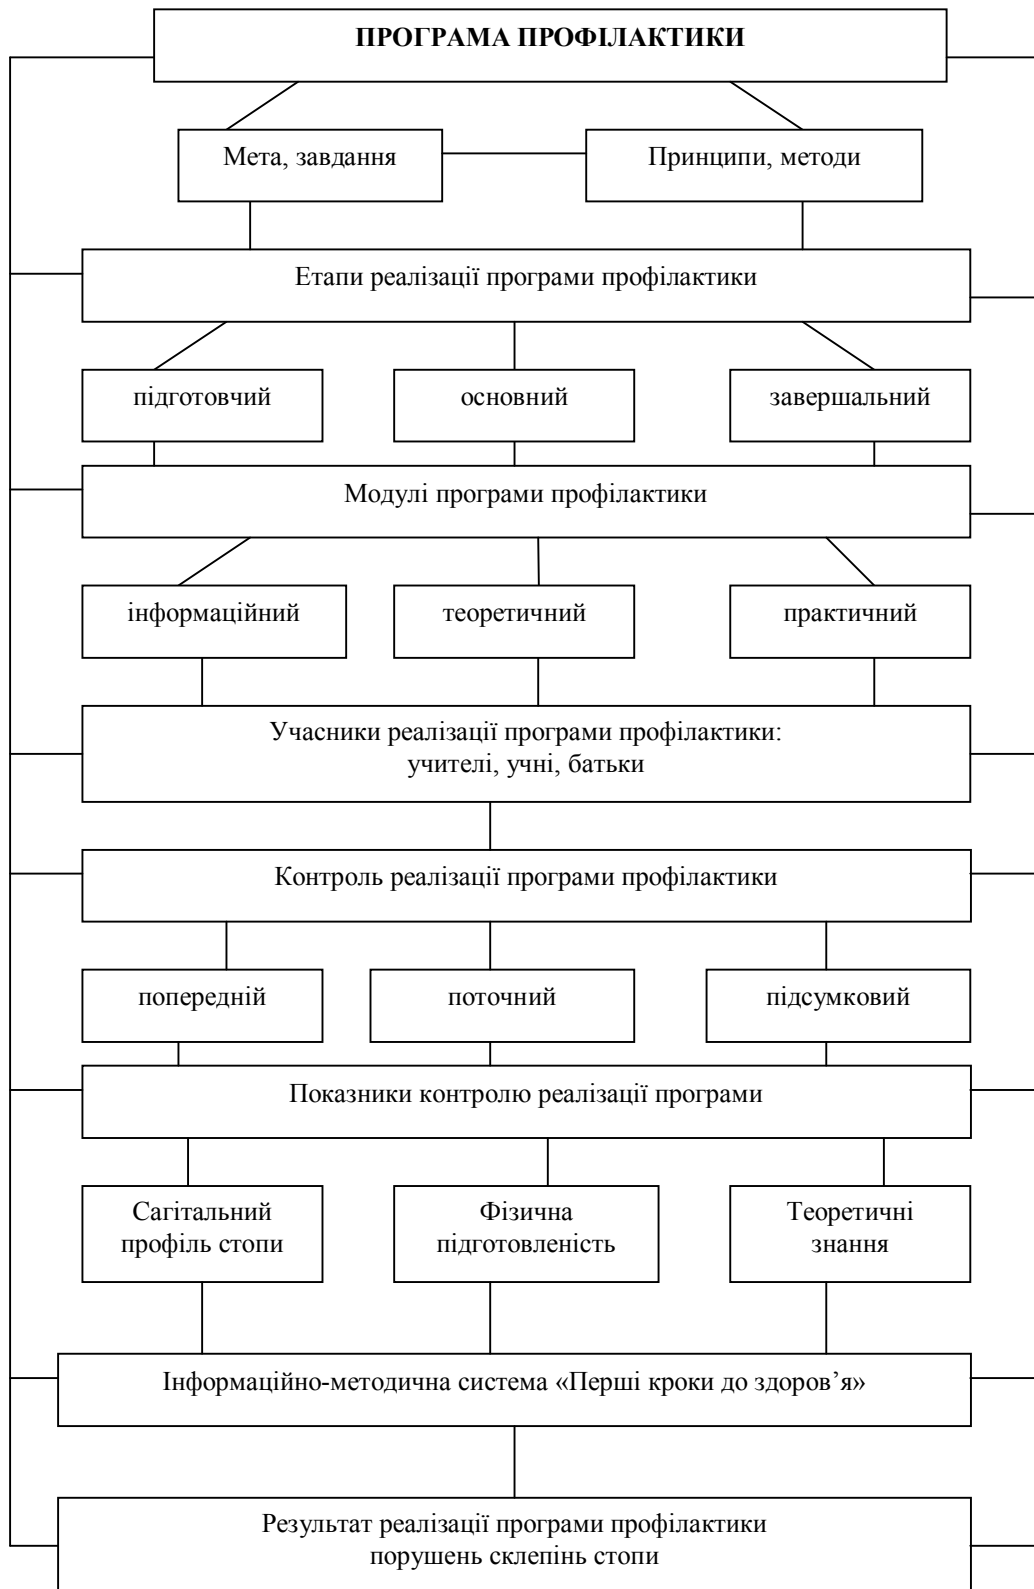 ПРОГРАМА ПРОФІЛАКТИКИ
Мета, завдання
Принципи, методи
Етапи реалізації програми профілактики
підготовчий
основний
завершальний
Модулі програми профілактики
інформаційний
теоретичний
практичний
Учасники реалізації програми профілактики:
учителі, учні, батьки
Контроль реалізації програми профілактики
попередній
поточний
підсумковий
Показники контролю реалізації програми
Сагітальний
профіль стопи
Фізична
підготовленість
Теоретичні
знання
Інформаційно-методична система «Перші кроки до здоров’я»
Результат реалізації програми профілактики
порушень склепінь стопи